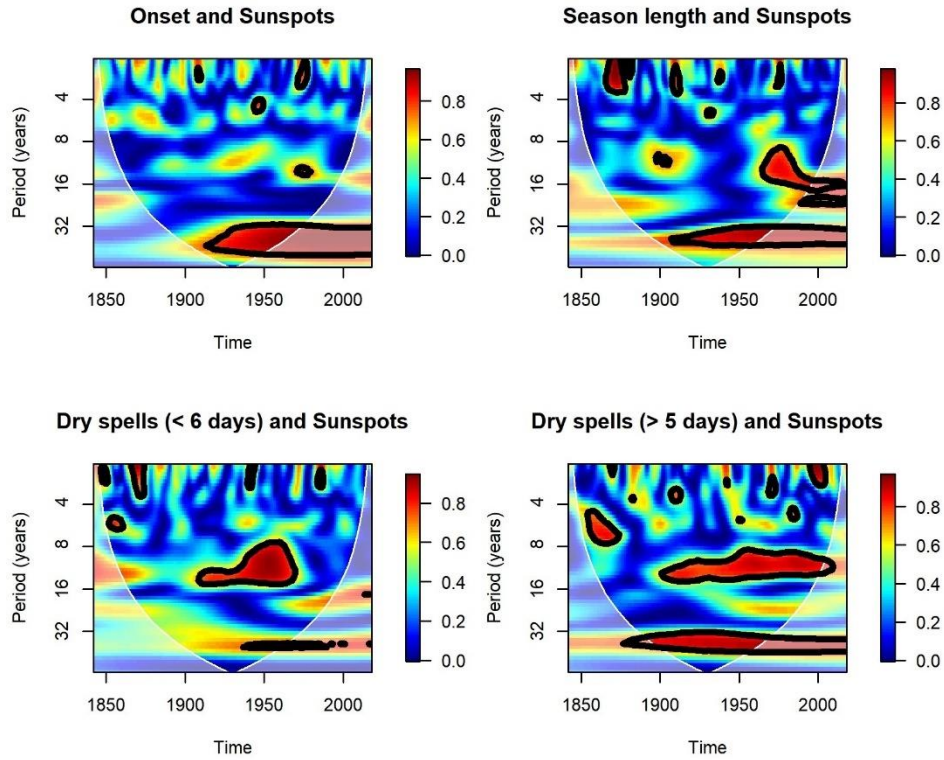 Onset and Sunspots
Period (years)
4
8
16
32
1850 1900 1950 2000
Time
0.8
0.6
0.4
0.2
0.0
Season length and Sunspots
Period (years)
4
8
16
32
1850 1900 1950 2000
Time
0.8
0.6
0.4
0.2
0.0
Dry spells (< 6 days) and Sunspots
Period (years)
4
8
16
32
1850 1900 1950 2000
Time
0.8
0.6
0.4
0.2
0.0
Dry spells (> 5 days) and Sunspots
Period (years)
4
8
16
32
1850 1900 1950 2000
Time
0.8
0.6
0.4
0.2
0.0